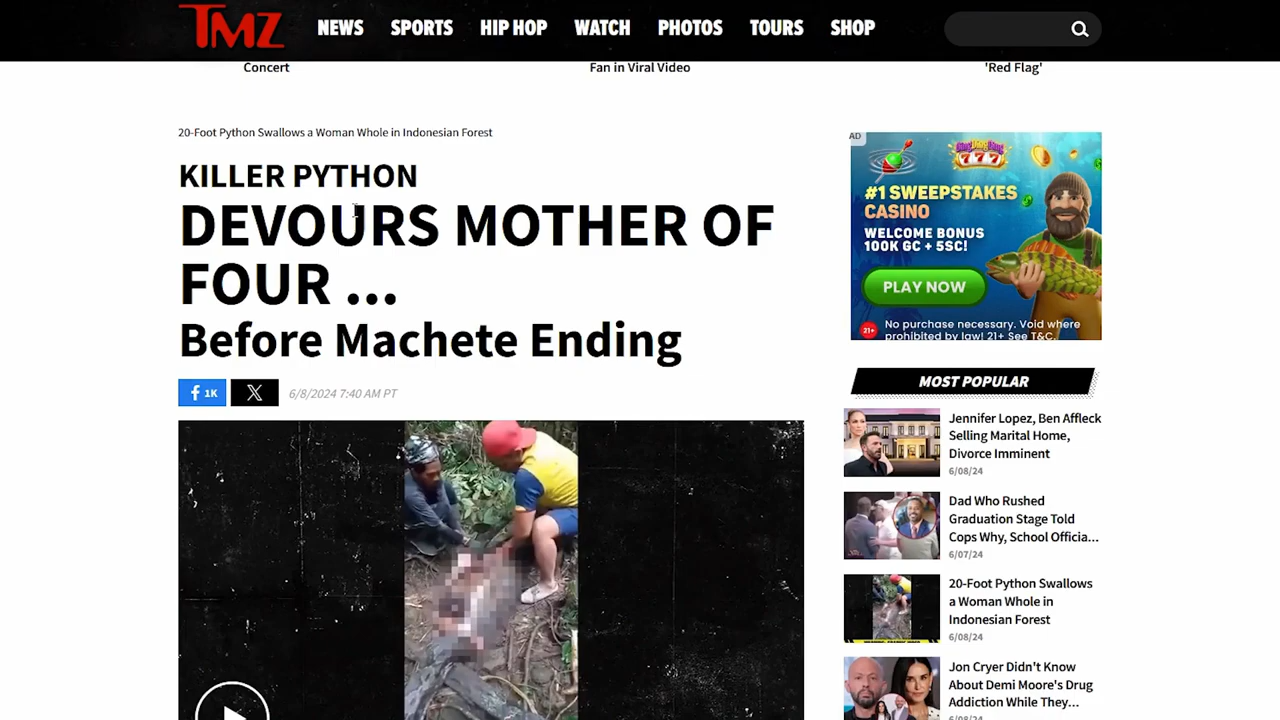 TMZ
NEWS
SPORTS
HIP HOP
WATCH
PHOTOS
TOURS
SHOP
Concert
Fan in Viral Video
'Red Flag'
20-Foot Python Swallows a Woman Whole in Indonesian Forest
KILLER PYTHON
DEVOURS MOTHER OF
FOUR ...
Before Machete Ending
1K
6/8/2024 7:40 AM PT
AD
777
#1 SWEEPSTAKES
CASINO
WELCOME BONUS
100K GC + 5SC!
PLAY NOW
21+
No purchase necessary. Void where
prohibited by law! 21+ See T&C.
MOST POPULAR
Jennifer Lopez, Ben Affleck
Selling Marital Home,
Divorce Imminent
6/08/24
Dad Who Rushed
Graduation Stage Told
Cops Why, School Officia...
6/07/24
20-Foot Python Swallows
a Woman Whole in
Indonesian Forest
6/08/24
Jon Cryer Didn't Know
About Demi Moore's Drug
Addiction While They...
6/08/24